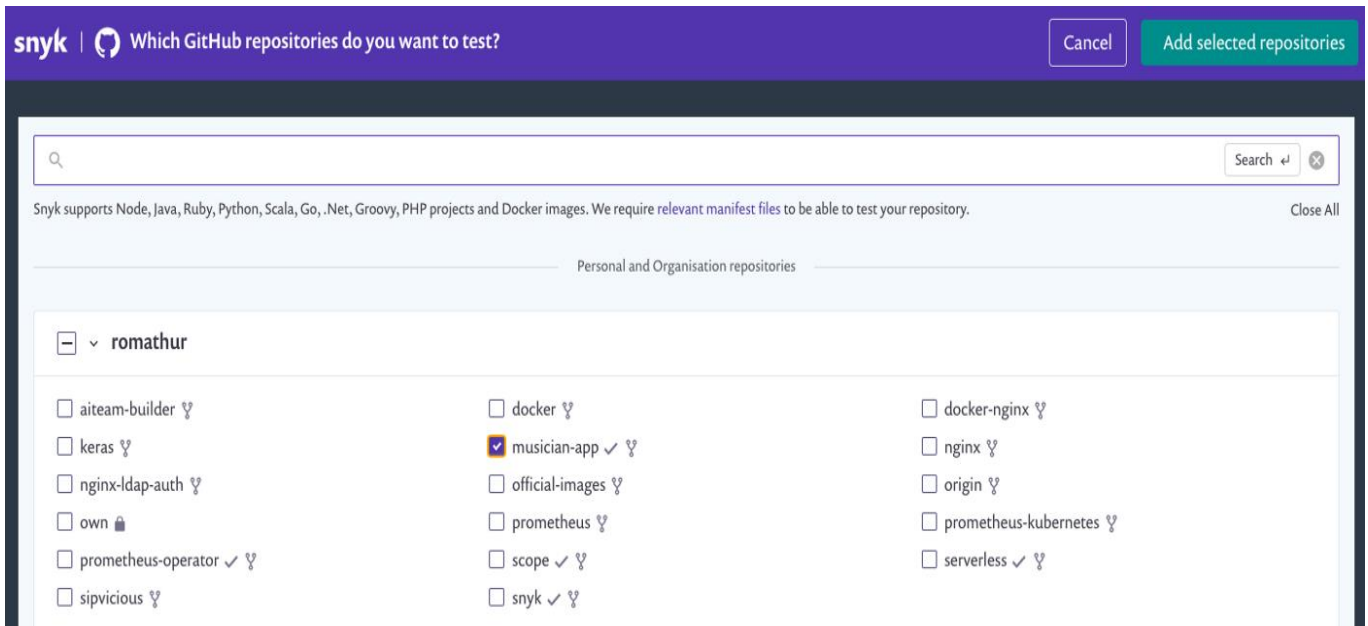 snyk | Which GitHub repositories do you want to test? Cancel Add selected repositories
Search ↵
Snyk supports Node, Java, Ruby, Python, Scala, Go, .Net, Groovy, PHP projects and Docker images. We require relevant manifest files to be able to test your repository. Close All
Personal and Organisation repositories
romathur
aiteam-builder docker docker-nginx
keras musician-app nginx
nginx-ldap-auth official-images origin
own prometheus prometheus-kubernetes
prometheus-operator scope serverless
sipvicious snyk